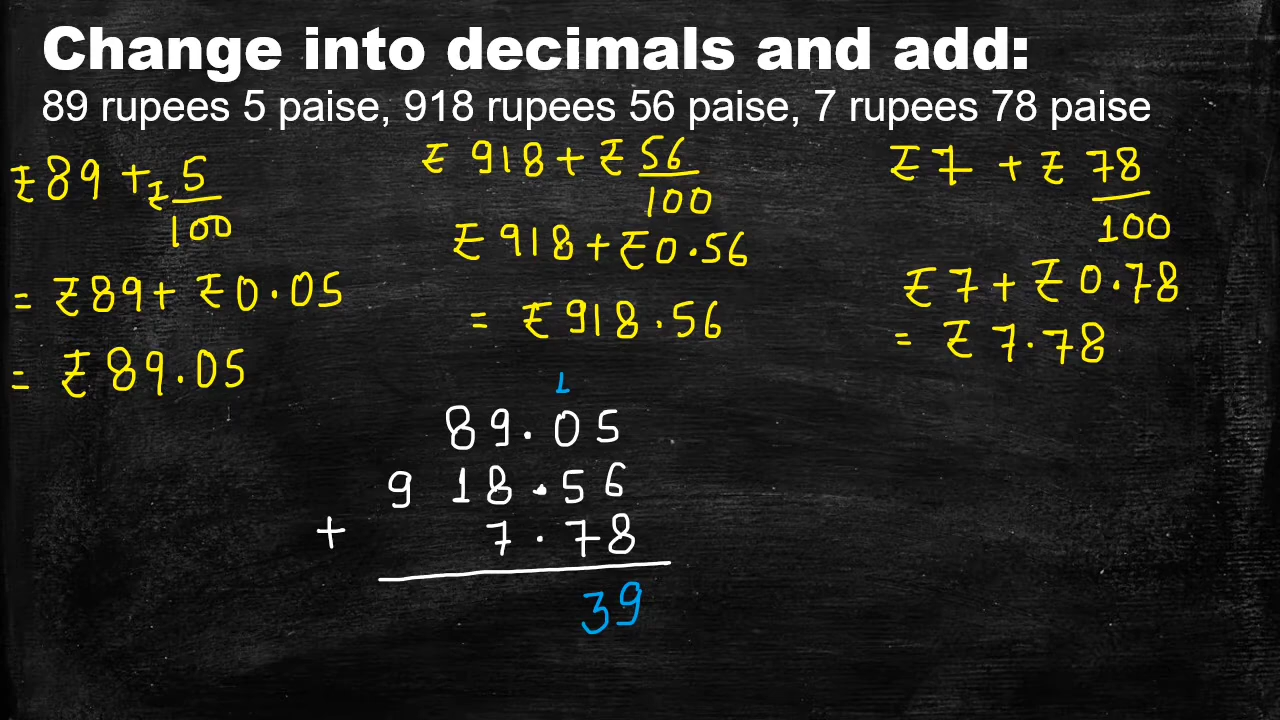 Change into decimals and add:
89 rupees 5 paise, 918 rupees 56 paise, 7 rupees 78 paise
₹89 + ₹ 5/100
= ₹89 + ₹0.05
= ₹89.05
₹918 + ₹ 56/100
₹918 + ₹0.56
= ₹918.56
₹7 + ₹ 78/100
₹7 + ₹0.78
= ₹7.78
1
89.05
918.56
+ 7.78
39